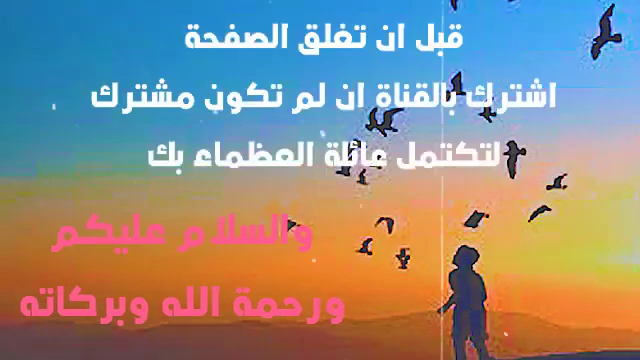 قبل ان تغلق الصفحة
اشترك بالقناة ان لم تكون مشترك
لتكتمل عائلة العظماء بك
والسلام عليكم
ورحمة الله وبركاته